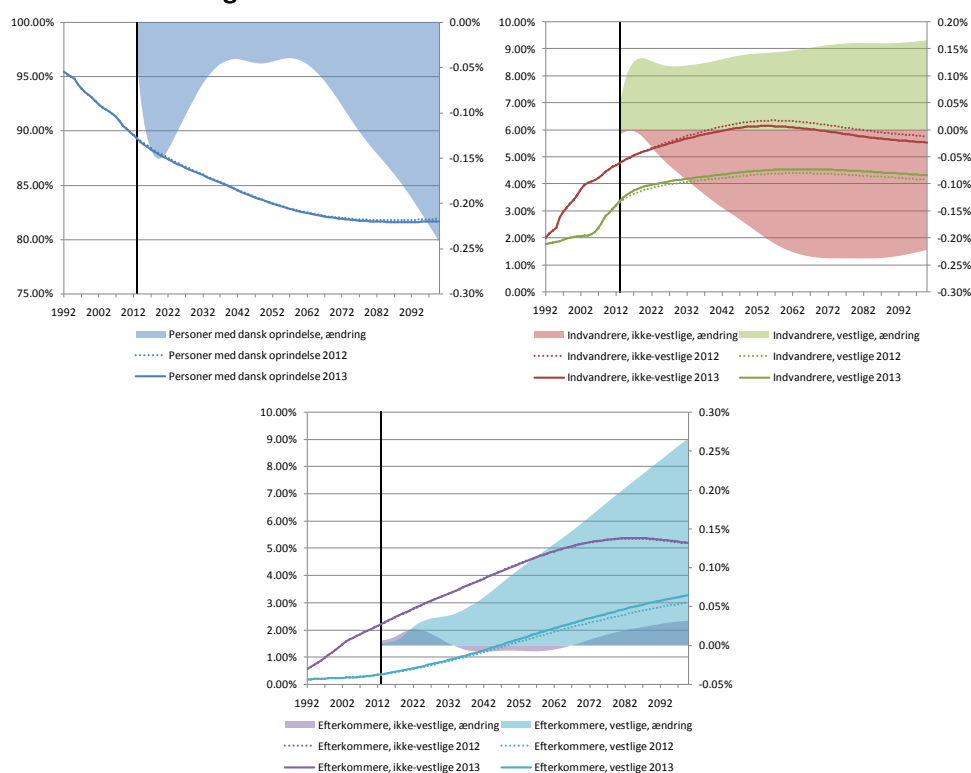 100.00% 0.00%
95.00% -0.05%
90.00% -0.10%
85.00% -0.15%
80.00% -0.20%
75.00% -0.25%
-0.30%
1992 2002 2012 2022 2032 2042 2052 2062 2072 2082 2092
Personer med dansk oprindelse, ændring
Personer med dansk oprindelse 2012
Personer med dansk oprindelse 2013
10.00% 0.20%
9.00% 0.15%
8.00% 0.10%
7.00% 0.05%
6.00% 0.00%
5.00% -0.05%
4.00% -0.10%
3.00% -0.15%
2.00% -0.20%
1.00% -0.25%
0.00% -0.30%
1992 2002 2012 2022 2032 2042 2052 2062 2072 2082 2092
Indvandrere, ikke-vestlige, ændring Indvandrere, vestlige, ændring
Indvandrere, ikke-vestlige 2012 Indvandrere, vestlige 2012
Indvandrere, ikke-vestlige 2013 Indvandrere, vestlige 2013
10.00% 0.30%
9.00% 0.25%
8.00% 0.20%
7.00% 0.15%
6.00% 0.10%
5.00% 0.05%
4.00% 0.00%
3.00% -0.05%
2.00%
1.00%
0.00%
1992 2002 2012 2022 2032 2042 2052 2062 2072 2082 2092
Efterkommere, ikke-vestlige, ændring Efterkommere, vestlige, ændring
Efterkommere, ikke-vestlige 2012 Efterkommere, vestlige 2012
Efterkommere, ikke-vestlige 2013 Efterkommere, vestlige 2013